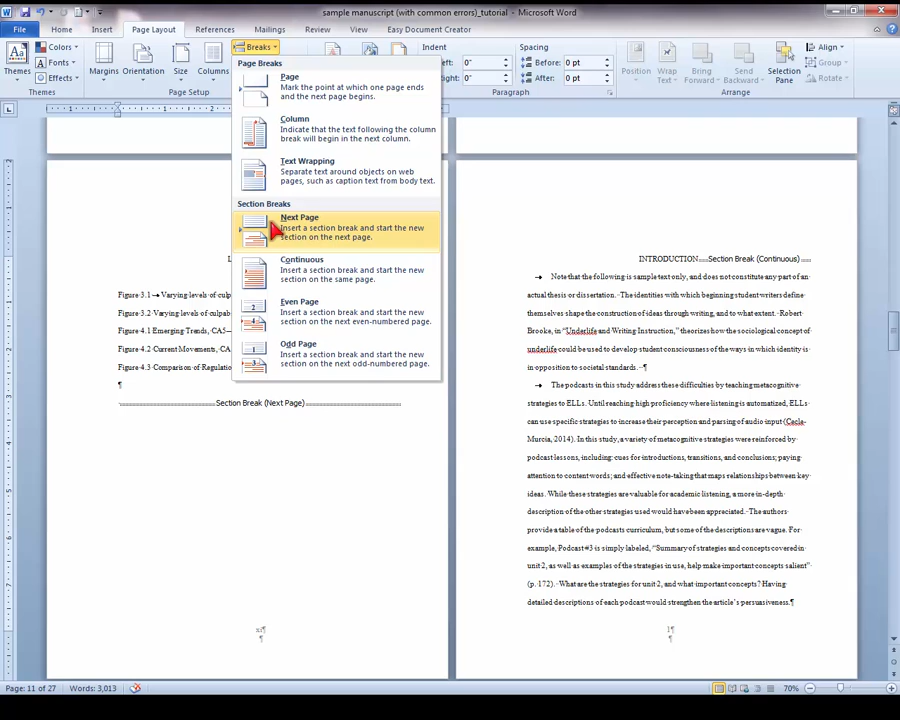 sample manuscript (with common errors)_tutorial - Microsoft Word
File Home Insert Page Layout References Mailings Review View Easy Document Creator
Themes
Colors
Fonts
Effects
Themes
Margins Orientation Size Columns
Page Setup
Breaks
Indent
Left: 0"
Right: 0"
Spacing
Before: 0 pt
After: 0 pt
Paragraph
Position Wrap Text Bring Forward Send Backward Selection Pane
Align
Group
Rotate
Arrange
Page Breaks
Page
Mark the point at which one page ends
and the next page begins.
Column
Indicate that the text following the column
break will begin in the next column.
Text Wrapping
Separate text around objects on web
pages, such as caption text from body text.
Section Breaks
Next Page
Insert a section break and start the new
section on the next page.
Continuous
Insert a section break and start the new
section on the same page.
Even Page
Insert a section break and start the new
section on the next even-numbered page.
Odd Page
Insert a section break and start the new
section on the next odd-numbered page.
Figure 3.1 Varying levels of culpab
Figure 3.2 Varying levels of culpab
Figure 4.1 Emerging Trends, CA5
Figure 4.2 Current Movements, CA
Figure 4.3 Comparison of Regulatio
¶
Section Break (Next Page)
xi¶
¶
INTRODUCTION Section Break (Continuous)
Note that the following is sample text only, and does not constitute any part of an
actual thesis or dissertation. The identities with which beginning student writers define
themselves shape the construction of ideas through writing, and to what extent. Robert
Brooke, in "Underlife and Writing Instruction," theorizes how the sociological concept of
underlife could be used to develop student consciousness of the ways in which identity is
in opposition to societal standards. ¶
The podcasts in this study address these difficulties by teaching metacognitive
strategies to ELLs. Until reaching high proficiency where listening is automatized, ELLs
can use specific strategies to increase their perception and parsing of audio input (Cecla-
Murcia, 2014). In this study, a variety of metacognitive strategies were reinforced by
podcast lessons, including: cues for introductions, transitions, and conclusions; paying
attention to content words; and effective note-taking that maps relationships between key
ideas. While these strategies are valuable for academic listening, a more in-depth
description of the other strategies used would have been appreciated. The authors
provide a table of the podcasts curriculum, but some of the descriptions are vague. For
example, Podcast #3 is simply labeled, "Summary of strategies and concepts covered in
unit 2, as well as examples of the strategies in use, help make important concepts salient"
(p. 172). What are the strategies for unit 2, and what important concepts? Having
detailed descriptions of each podcast would strengthen the article's persuasiveness.¶
1¶
¶
Page: 11 of 27 Words: 3,013 70%